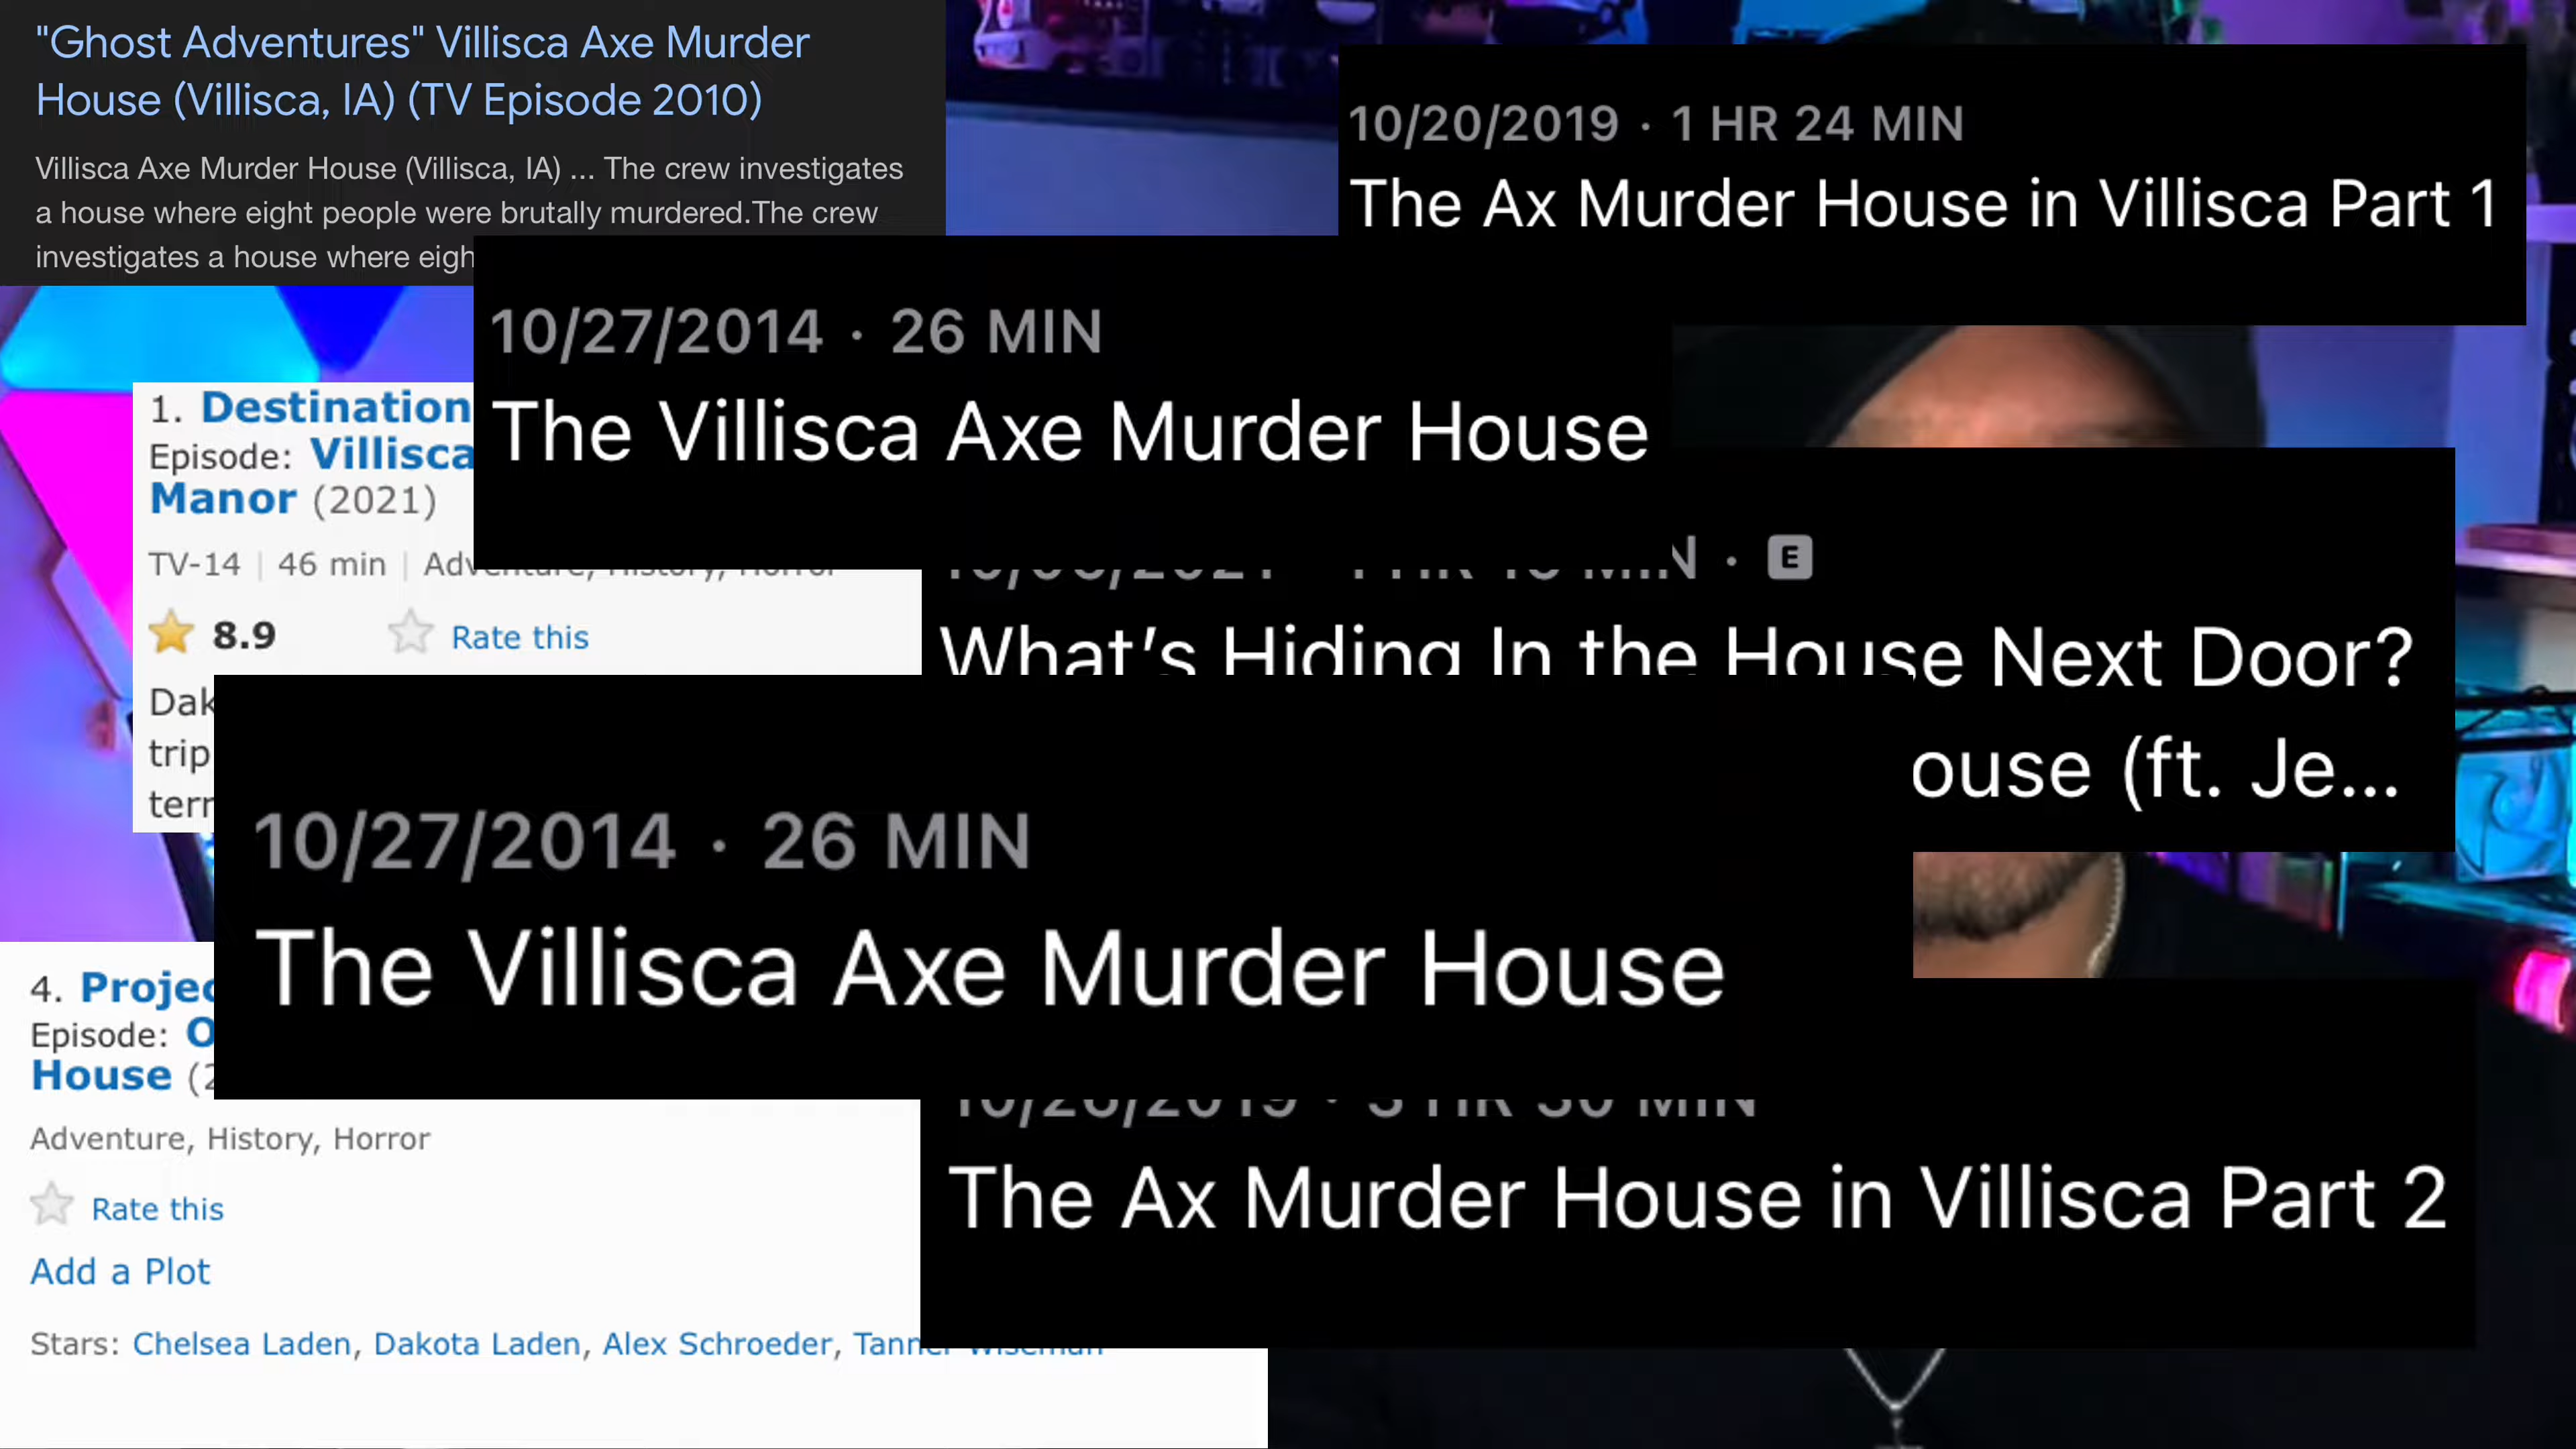 "Ghost Adventures" Villisca Axe Murder
House (Villisca, IA) (TV Episode 2010)
Villisca Axe Murder House (Villisca, IA) ... The crew investigates
a house where eight people were brutally murdered.The crew
investigates a house where
10/20/2019 · 1 HR 24 MIN
The Ax Murder House in Villisca Part 1
10/27/2014 · 26 MIN
The Villisca Axe Murder House
1. Destination
Episode: Villisca
Manor (2021)
TV-14 | 46 min | Adventure, History, Horror
8.9 Rate this
E
What's Hiding In the House Next Door?
(ft. Je...
trip
10/27/2014 · 26 MIN
The Villisca Axe Murder House
4.
Episode:
House
Adventure, History, Horror
Rate this
Add a Plot
Stars: Chelsea Laden, Dakota Laden, Alex Schroeder, Tanner Wiseman
The Ax Murder House in Villisca Part 2